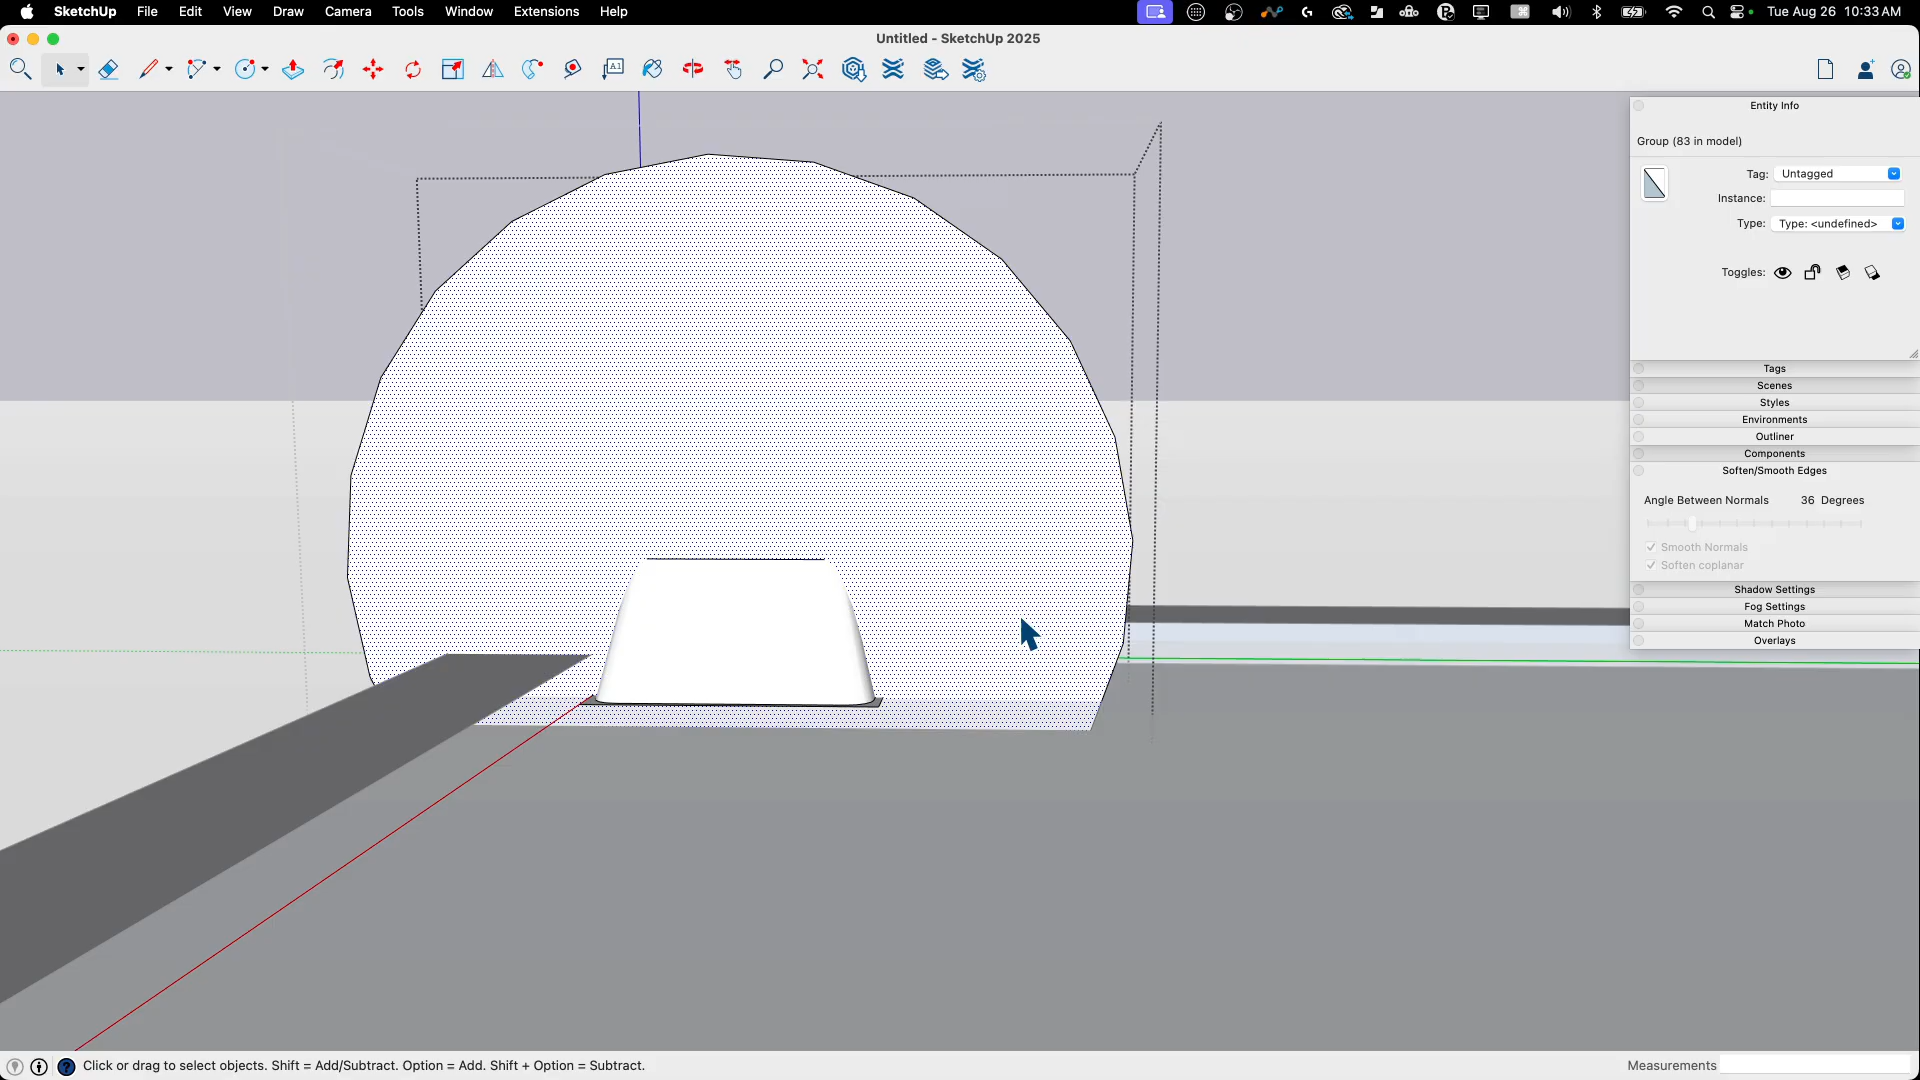 SketchUp File Edit View Draw Camera Tools Window Extensions Help
Tue Aug 26 10:33 AM
Untitled - SketchUp 2025
A1
Entity Info
Group (83 in model)
Tag: Untagged
Instance:
Type: Type: <undefined>
Toggles:
Tags
Scenes
Styles
Environments
Outliner
Components
Soften/Smooth Edges
Angle Between Normals 36 Degrees
Smooth Normals
Soften coplanar
Shadow Settings
Fog Settings
Match Photo
Overlays
Click or drag to select objects. Shift = Add/Subtract. Option = Add. Shift + Option = Subtract.
Measurements